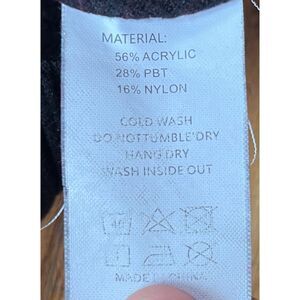 MATERIAL:
56% ACRYLIC
28% PBT
16% NYLON
COLD WASH
DO NOT TUMBLE DRY
HANG DRY
WASH INSIDE OUT
40
MADE IN CHINA